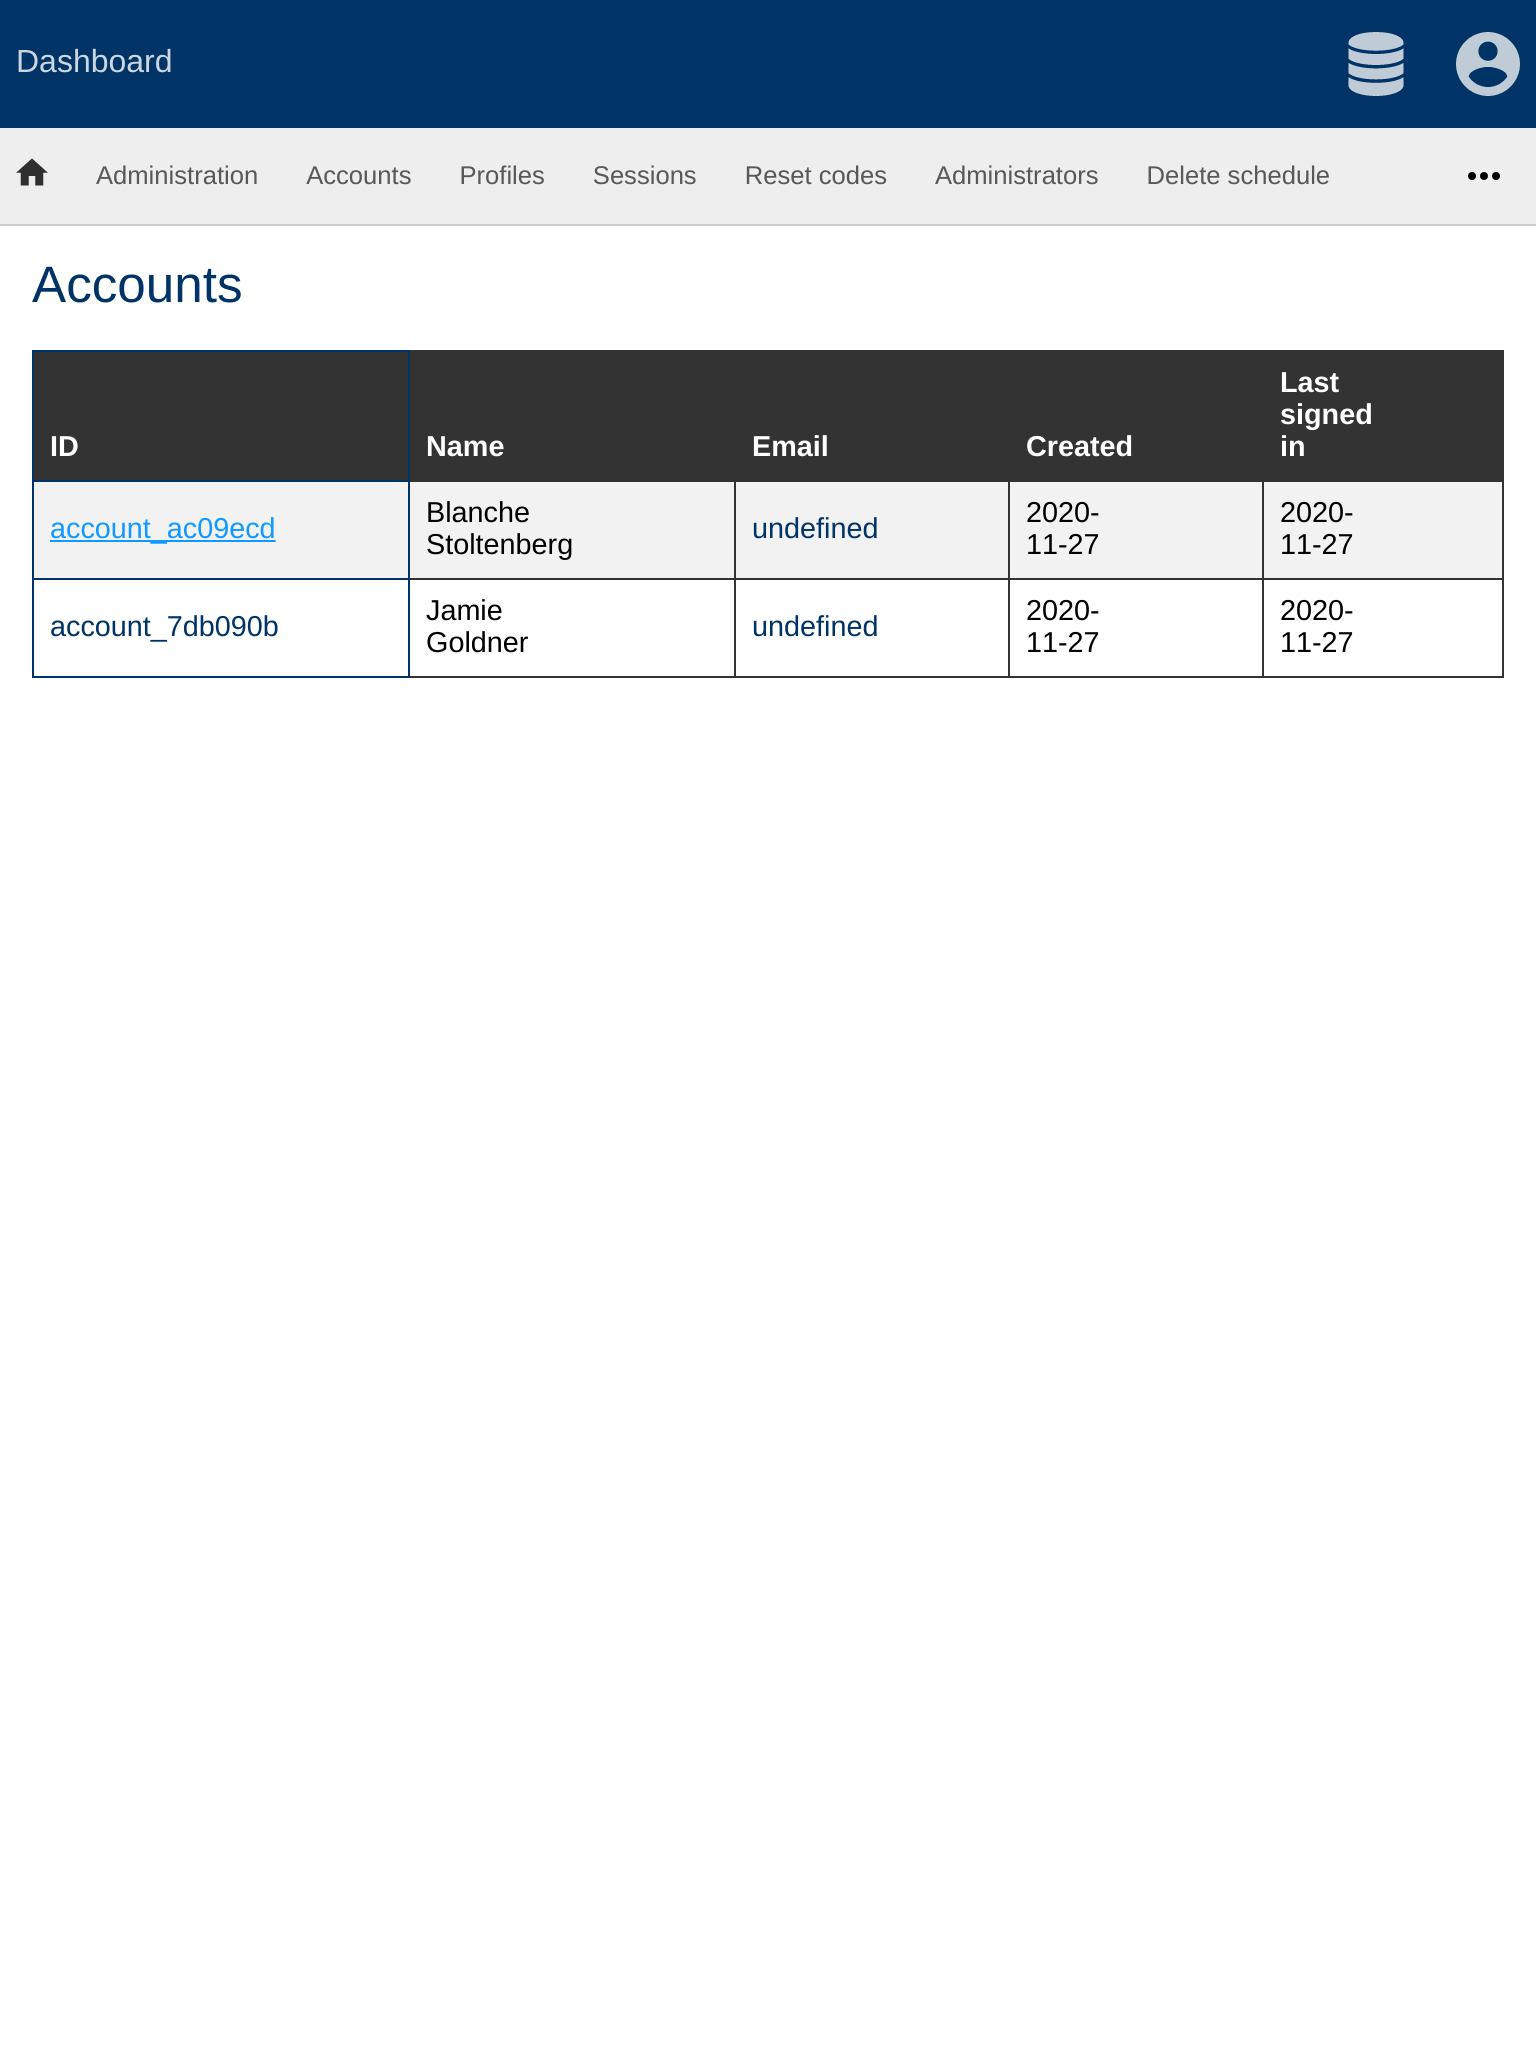 Dashboard
Administration Accounts Profiles Sessions Reset codes Administrators Delete schedule
Accounts
ID Name Email Created Last signed in
account_ac09ecd Blanche Stoltenberg undefined 2020-11-27 2020-11-27
account_7db090b Jamie Goldner undefined 2020-11-27 2020-11-27